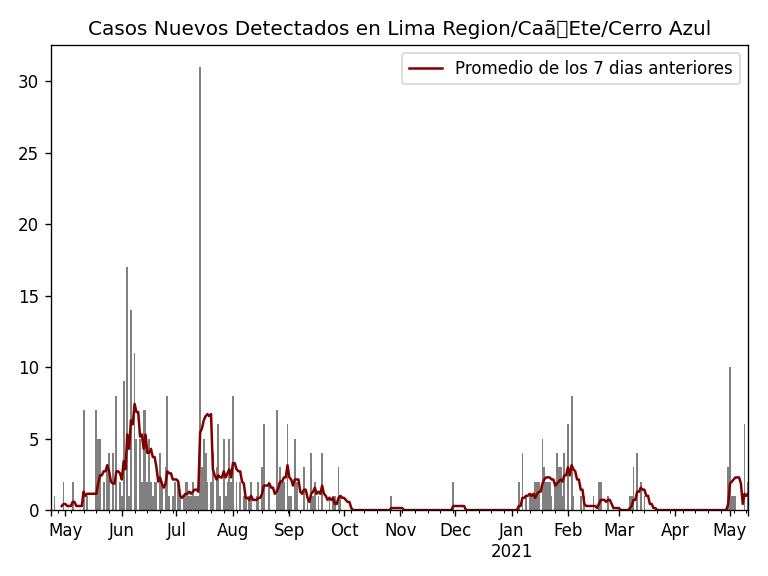 Casos Nuevos Detectados en Lima Region/Caã▯Ete/Cerro Azul
Promedio de los 7 dias anteriores
30
25
20
15
10
5
0
May Jun Jul Aug Sep Oct Nov Dec Jan Feb Mar Apr May
2021